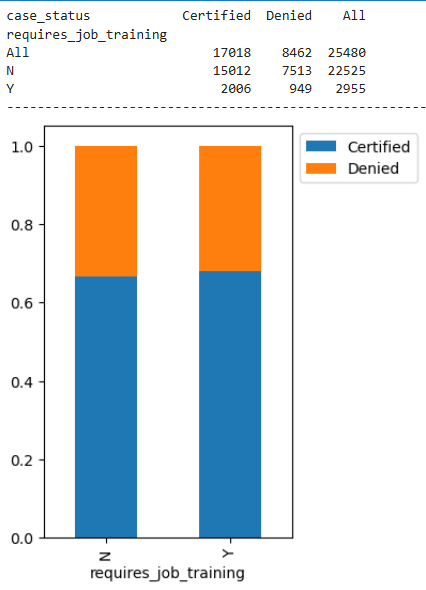 case_status Certified Denied All
requires_job_training
All 17018 8462 25480
N 15012 7513 22525
Y 2006 949 2955
------------------------------------------------------------------------
1.0
0.8
0.6
0.4
0.2
0.0
Certified
Denied
N
Y
requires_job_training